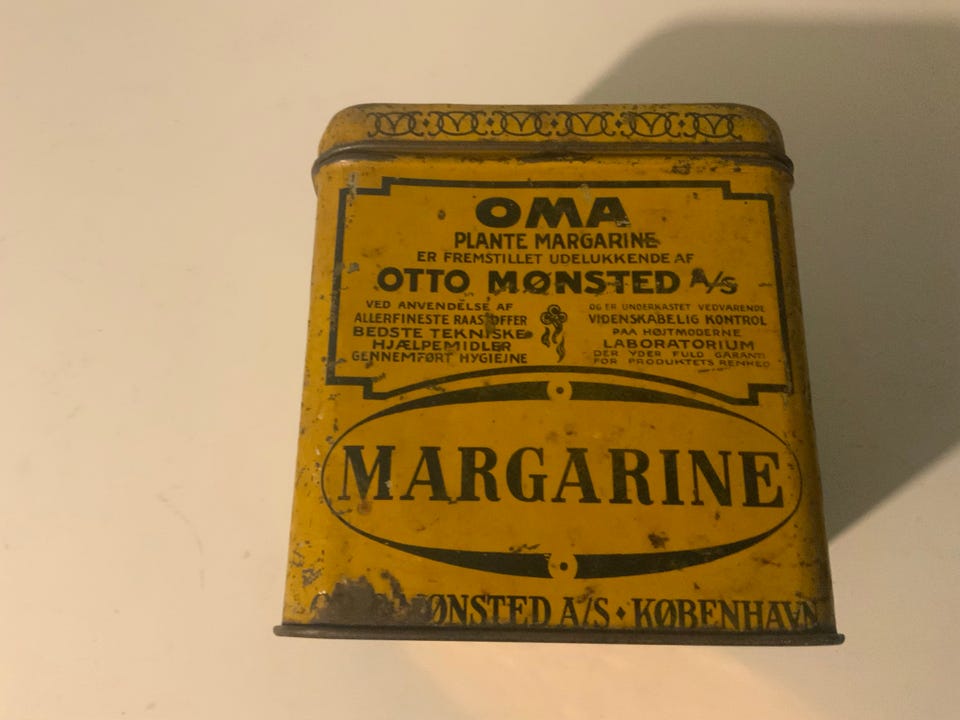 OMA
PLANTE MARGARINE
ER FREMSTILLET UDELUKKENDE AF
OTTO MØNSTED A/S
VED ANVENDELSE AF
ALLERFINESTE RAASTOFFER
BEDSTE TEKNISKE
HJÆLPEMIDLER
GENNEMFØRT HYGIEJNE
OG ER UNDERKASTET VEDVARENDE
VIDENSKABELIG KONTROL
PAA HØJTMODERNE
LABORATORIUM
DER YDER FULD GARANTI
FOR PRODUKTETS RENHED
MARGARINE
ØNSTED A/S • KØBENHAVN